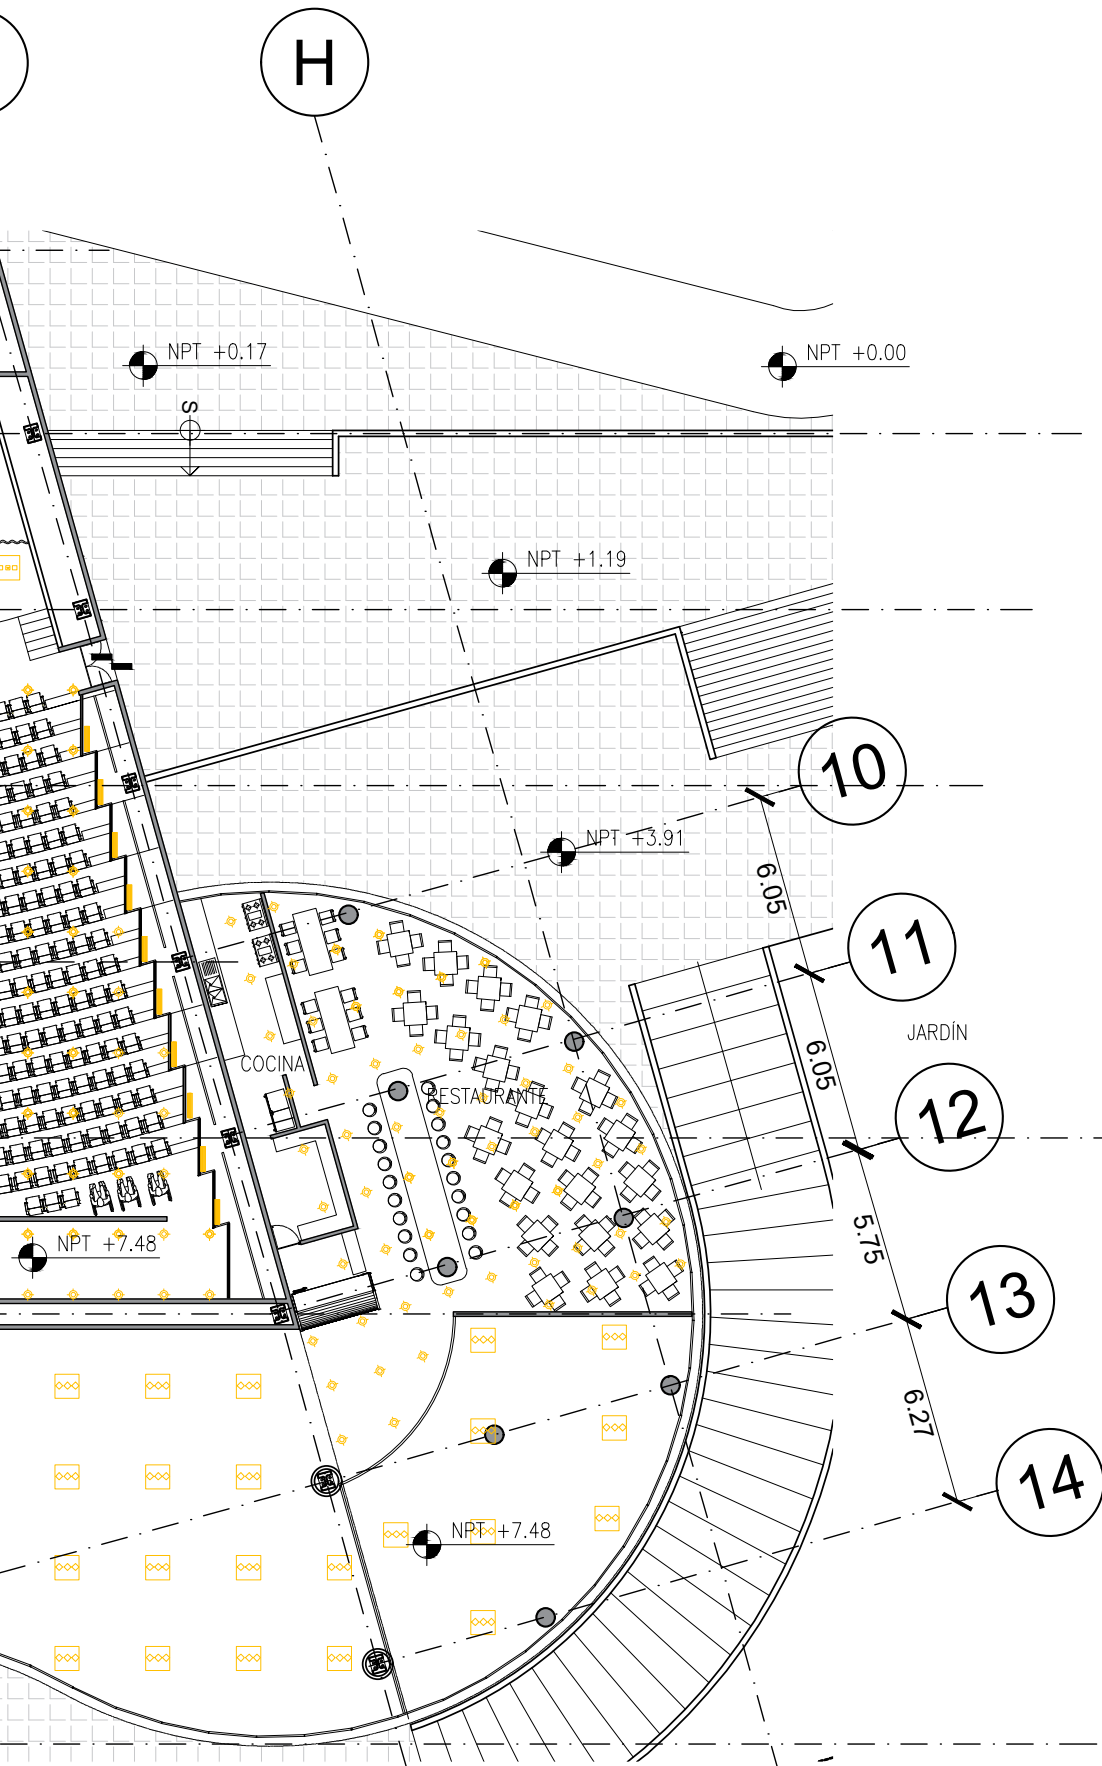 H
NPT +0.17
NPT +0.00
S
NPT +1.19
10
NPT +3.91
6.05
11
JARDÍN
6.05
COCINA
RESTAURANTE
12
5.75
NPT +7.48
13
6.27
14
NPT +7.48